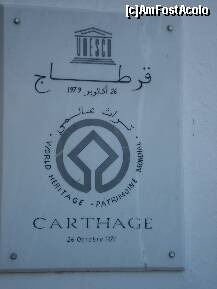 [c] AmFostAcolo
UNESCO
قرطاج
26 أكتوبر 1979
تراث عالمي
· WORLD HERITAGE · PATRIMOINE MONDIAL
CARTHAGE
26 Octobre 1979